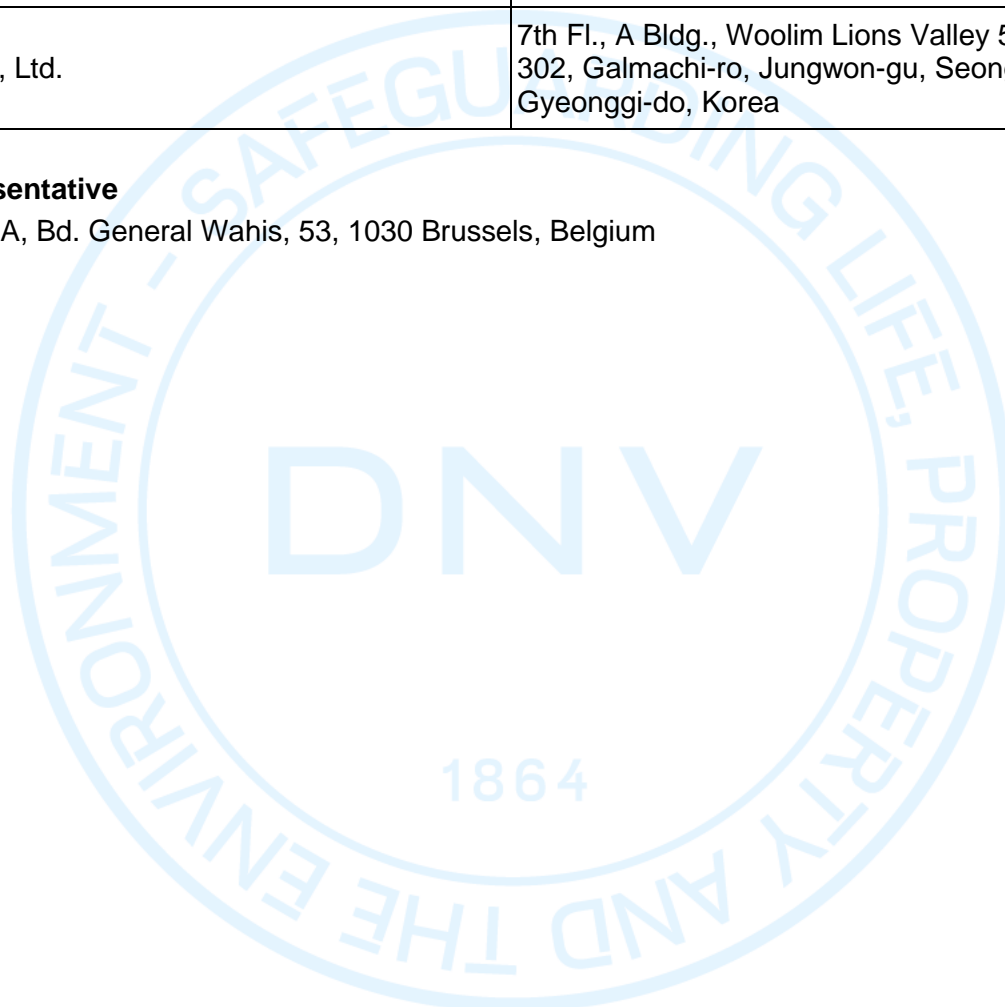 , Ltd.
7th Fl., A Bldg., Woolim Lions Valley 5
302, Galmachi-ro, Jungwon-gu, Seon
Gyeonggi-do, Korea
sentative
A, Bd. General Wahis, 53, 1030 Brussels, Belgium
SAFEGUARDING LIFE, PROPERTY AND THE ENVIRONMENT -
DNV
1864